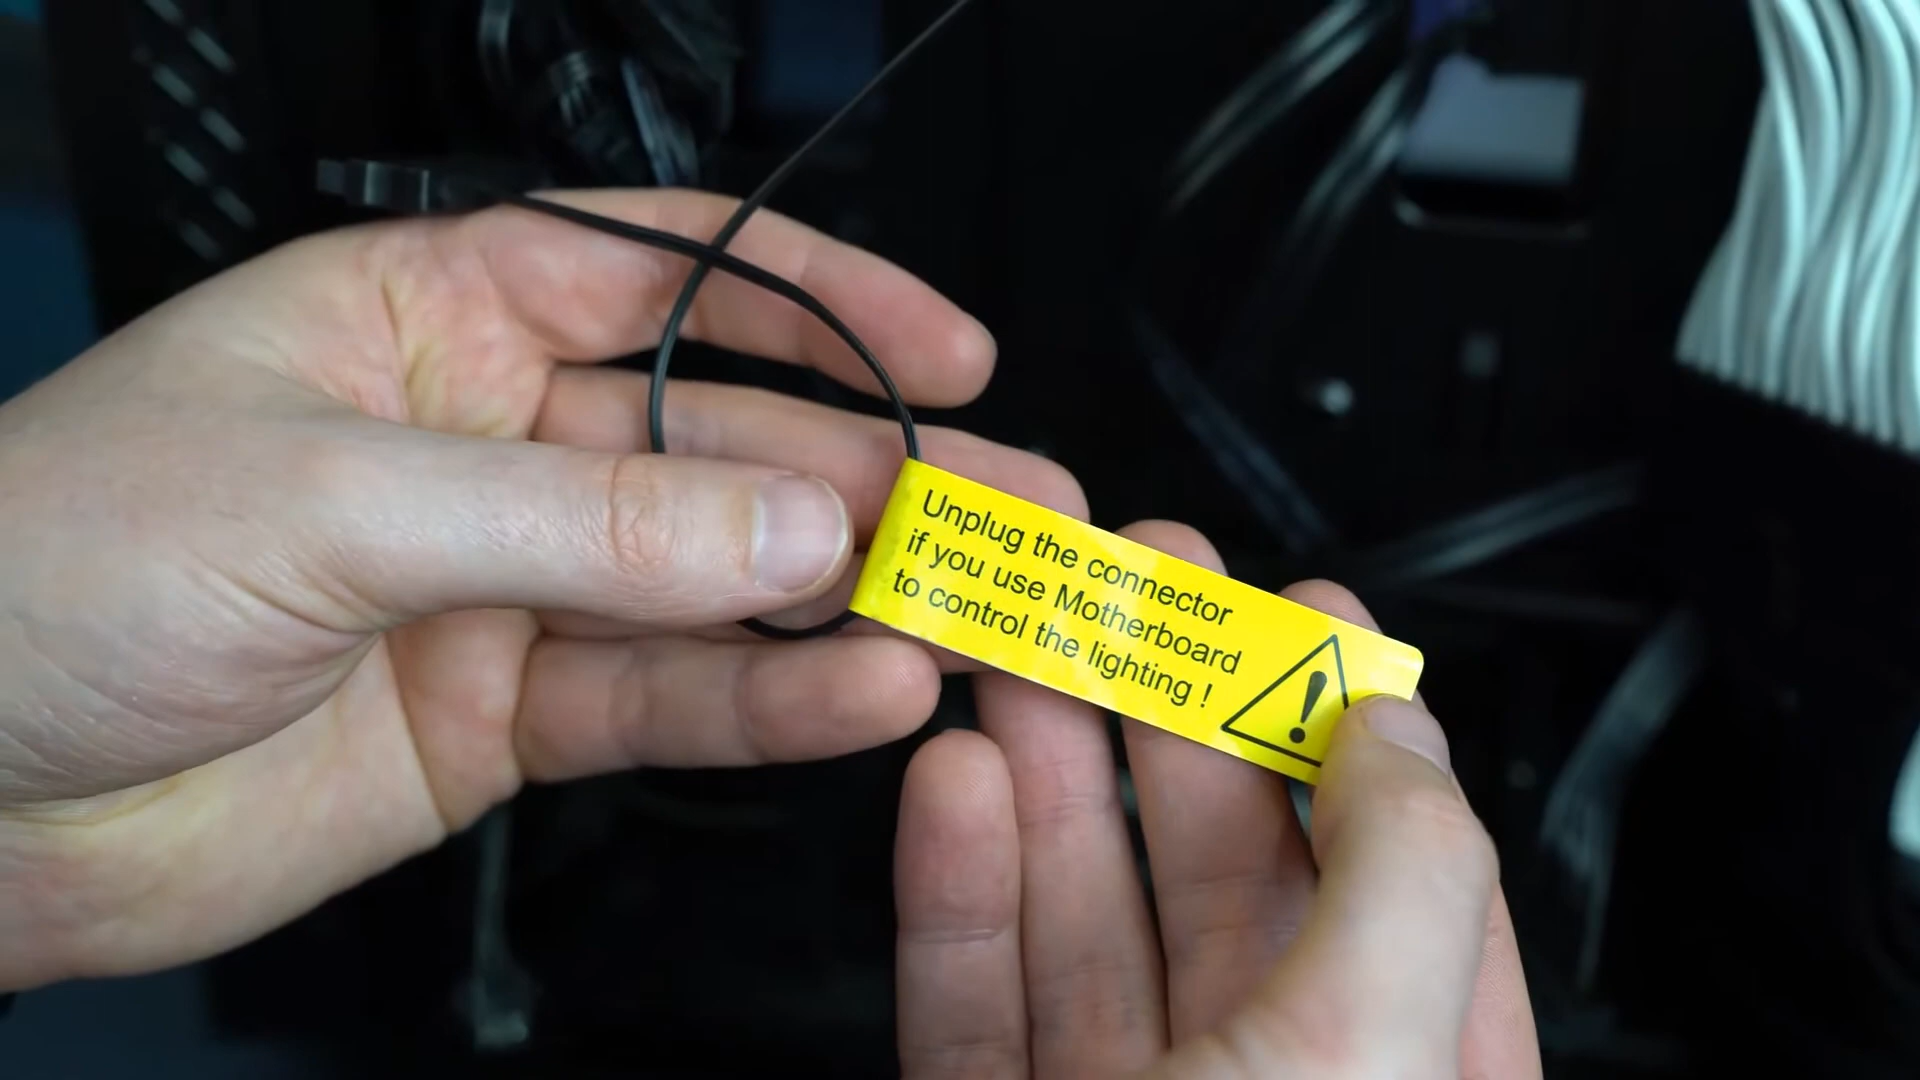 Unplug the connector
if you use Motherboard
to control the lighting !